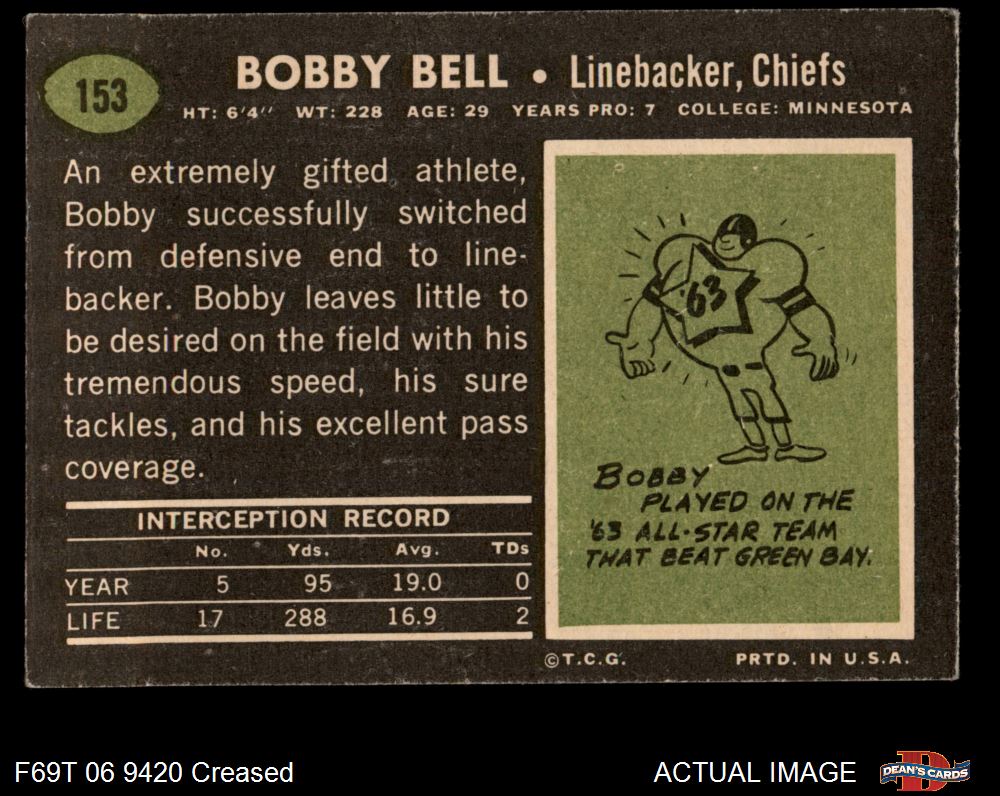 153
BOBBY BELL • Linebacker, Chiefs
HT: 6'4" WT: 228 AGE: 29 YEARS PRO: 7 COLLEGE: MINNESOTA
An extremely gifted athlete,
Bobby successfully switched
from defensive end to line-
backer. Bobby leaves little to
be desired on the field with his
tremendous speed, his sure
tackles, and his excellent pass
coverage.
INTERCEPTION RECORD
No. Yds. Avg. TDs
YEAR 5 95 19.0 0
LIFE 17 288 16.9 2
'63
BOBBY
PLAYED ON THE
'63 ALL-STAR TEAM
THAT BEAT GREEN BAY.
©T.C.G. PRTD. IN U.S.A.
F69T 06 9420 Creased
ACTUAL IMAGE
DEAN'S CARDS